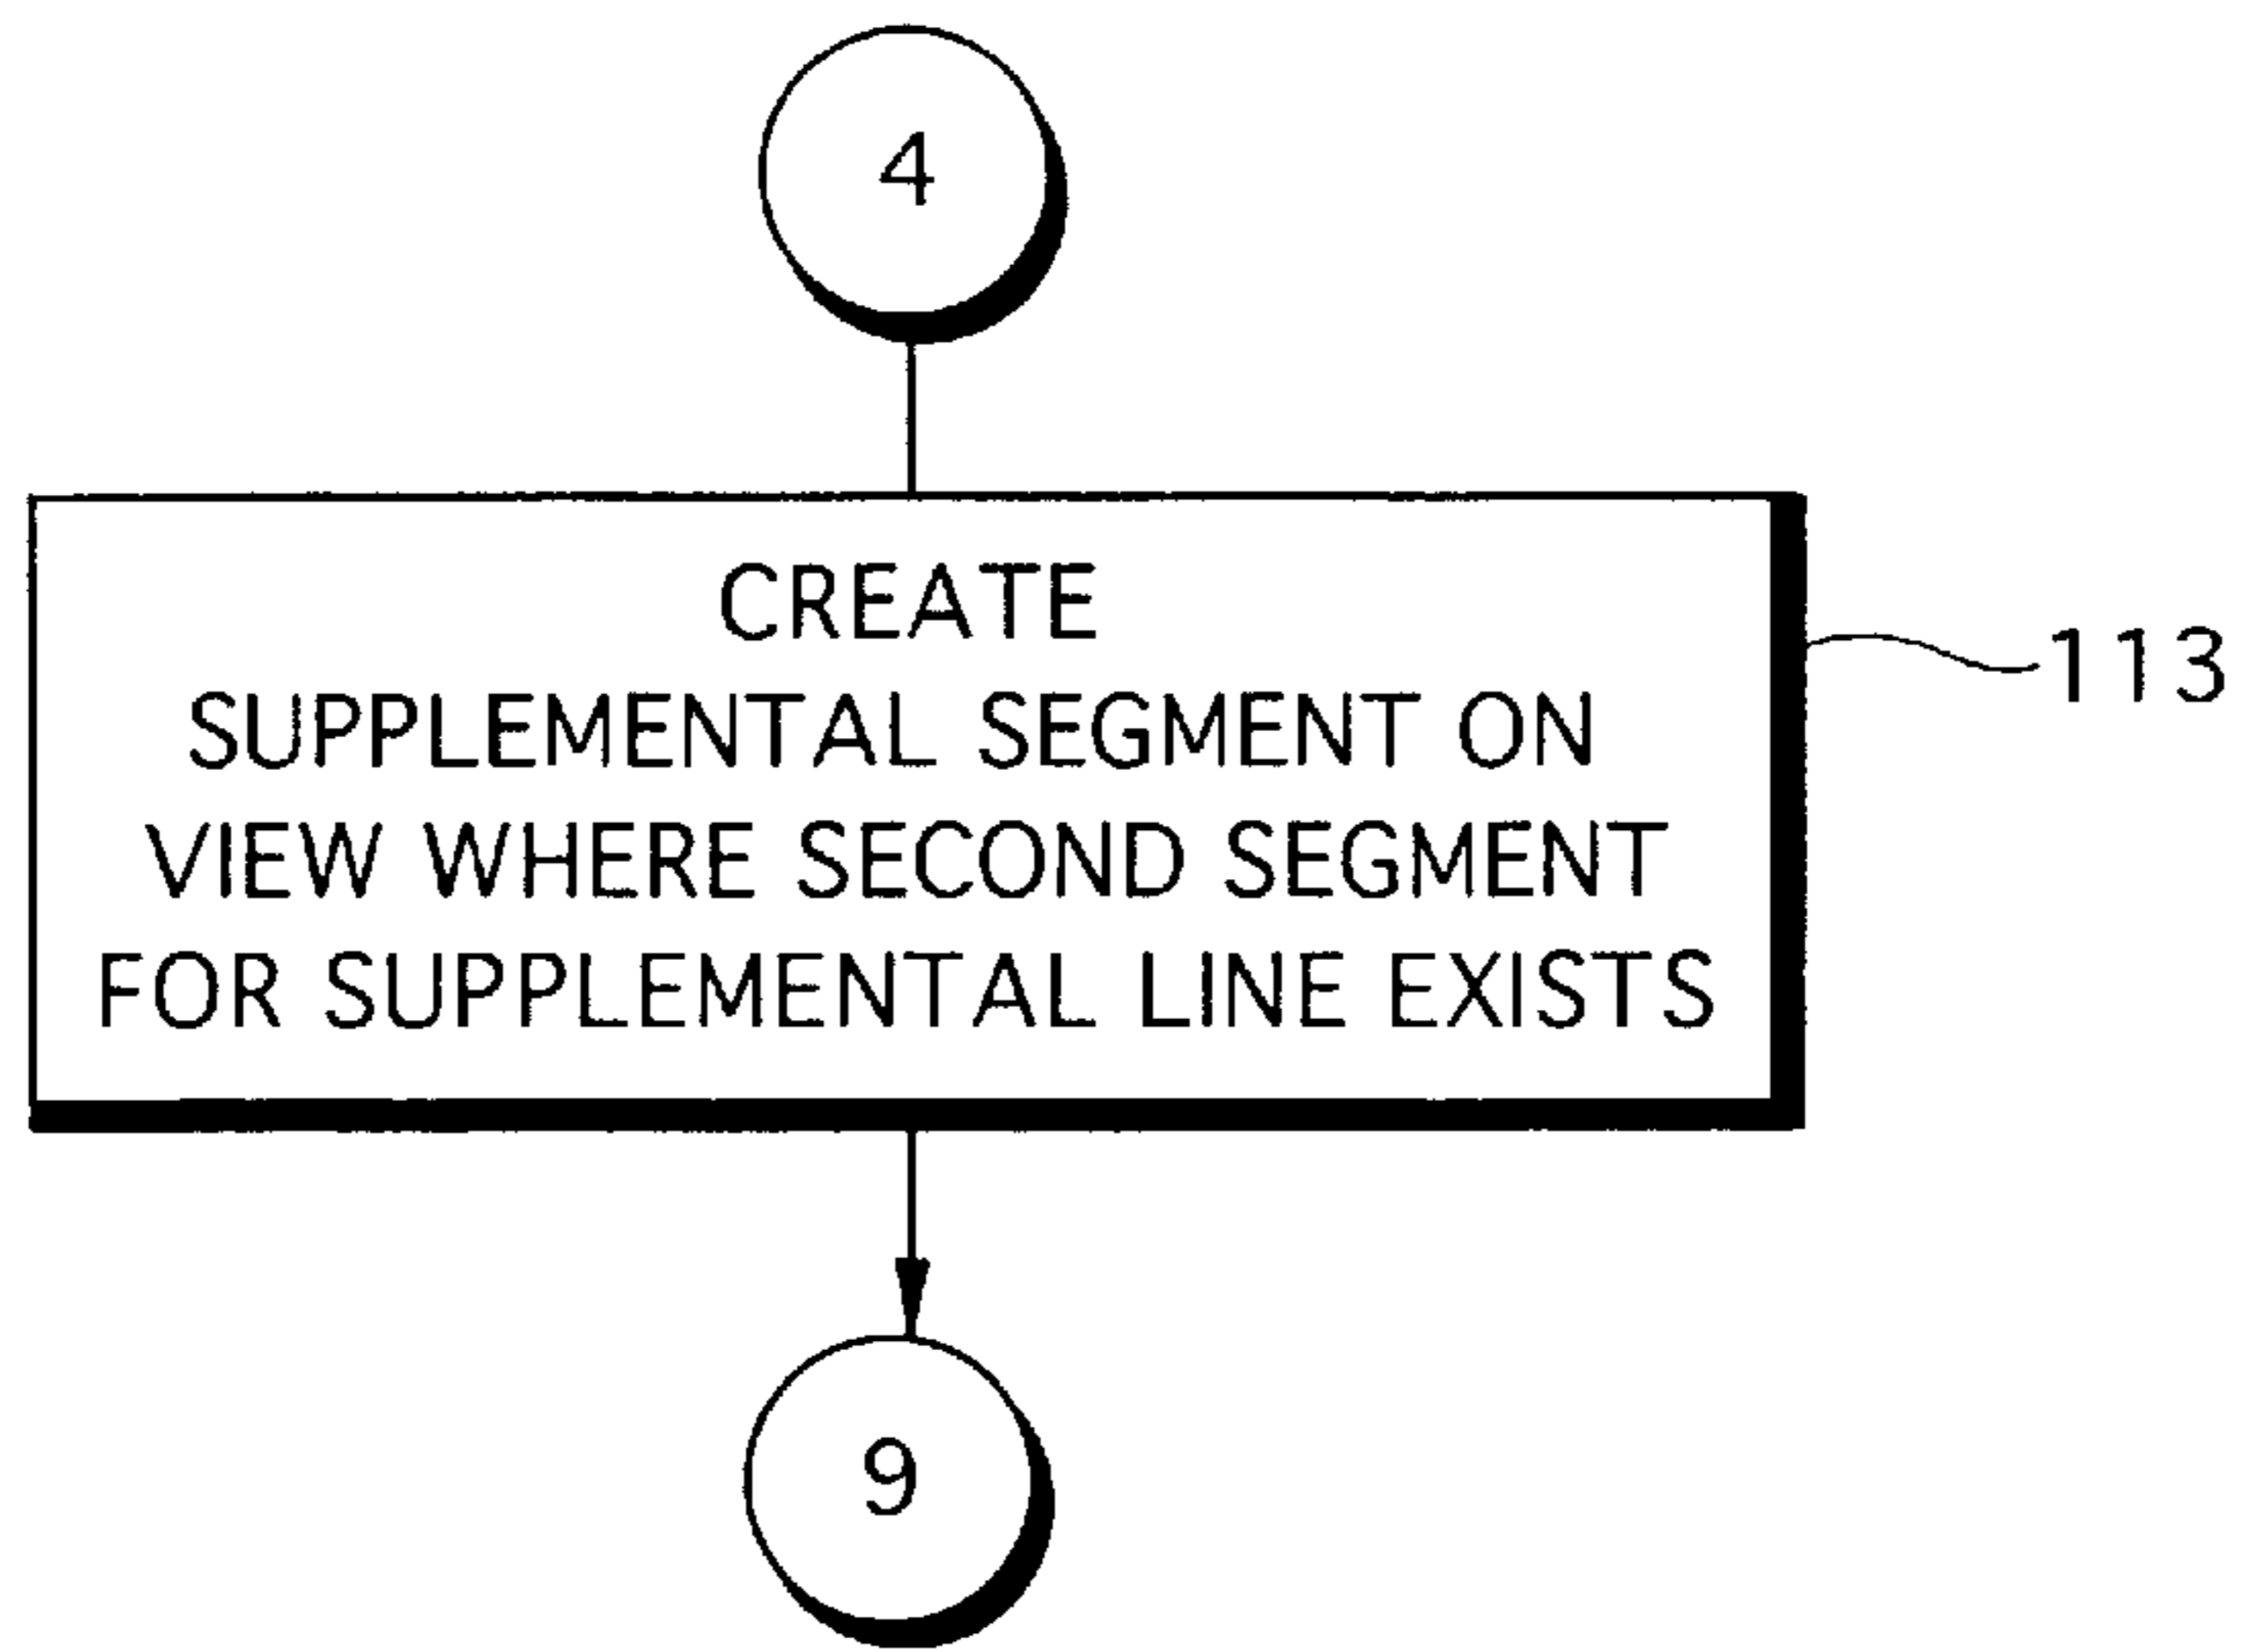 4
CREATE
SUPPLEMENTAL SEGMENT ON
VIEW WHERE SECOND SEGMENT
FOR SUPPLEMENTAL LINE EXISTS
113
9